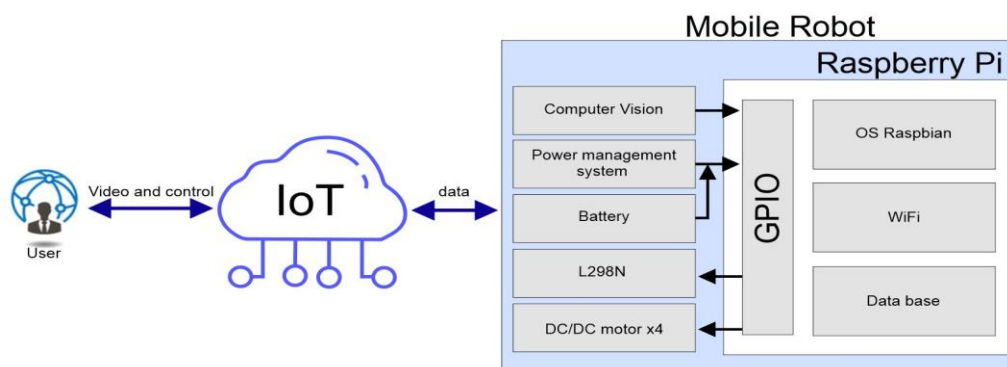 Mobile Robot
Raspberry Pi
Computer Vision
Power management
system
Battery
L298N
DC/DC motor x4
GPIO
OS Raspbian
WiFi
Data base
Video and control
IoT
data
User